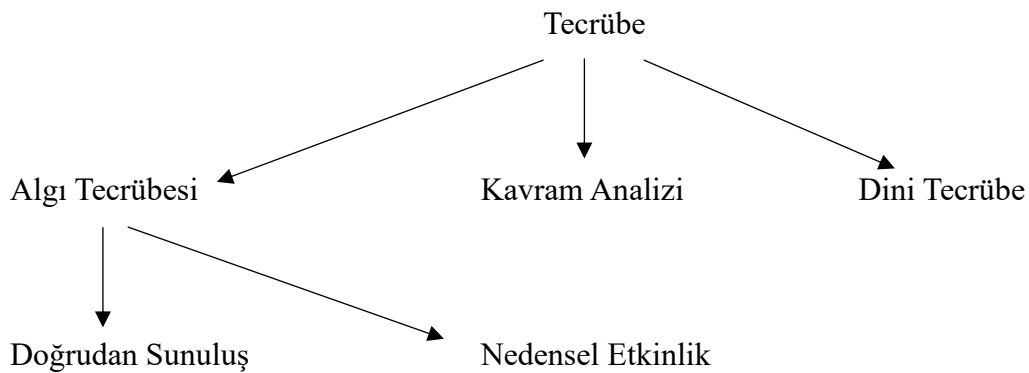 Tecrübe
Algı Tecrübesi
Kavram Analizi
Dini Tecrübe
Doğrudan Sunuluş
Nedensel Etkinlik